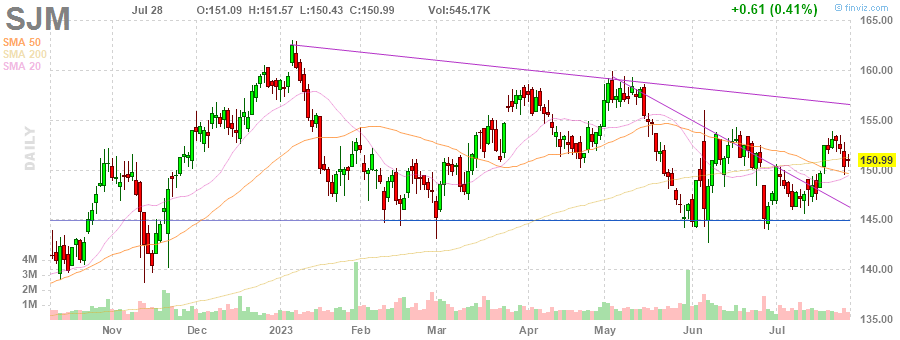 SJM Jul 28 O:151.09 H:151.57 L:150.43 C:150.99 Vol:545.17K +0.61 (0.41%) © finviz.com
SMA 50
SMA 200
SMA 20
DAILY
165.00
160.00
155.00
150.99
150.00
145.00
140.00
135.00
4M
3M
2M
1M
Nov Dec 2023 Feb Mar Apr May Jun Jul